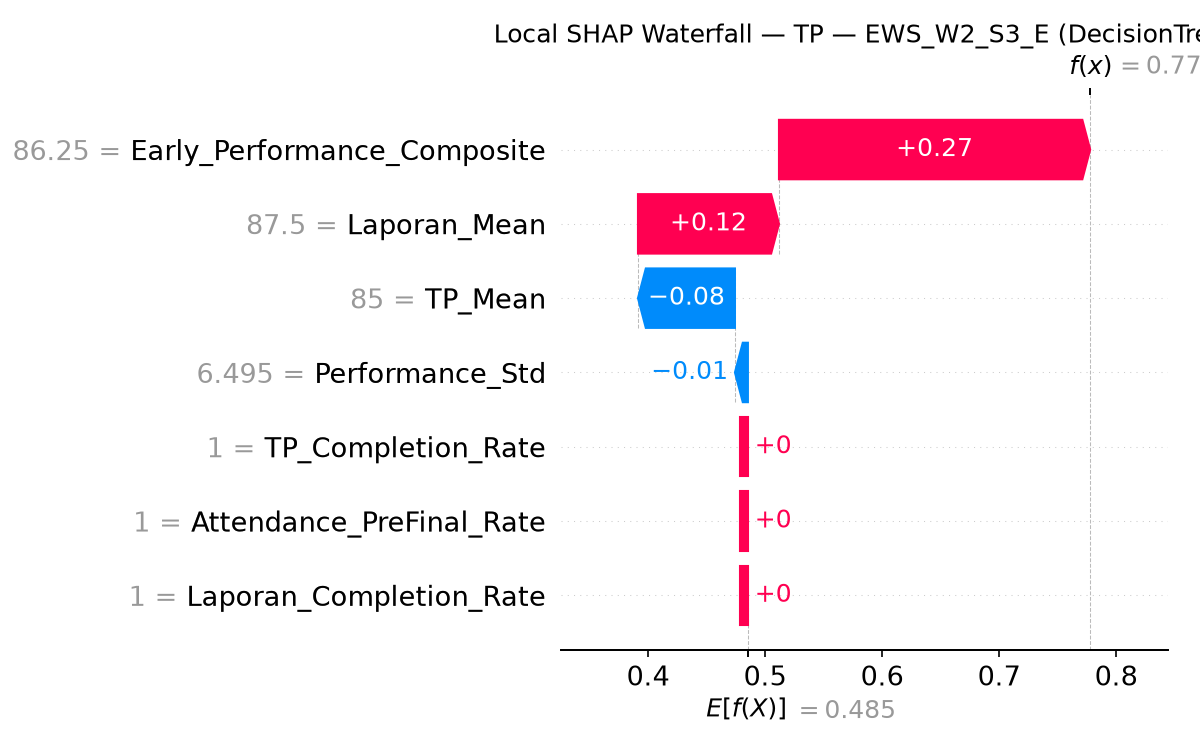 Local SHAP Waterfall — TP — EWS_W2_S3_E (DecisionTre
f(x) = 0.77
86.25 = Early_Performance_Composite
+0.27
87.5 = Laporan_Mean
+0.12
85 = TP_Mean
−0.08
6.495 = Performance_Std
−0.01
1 = TP_Completion_Rate
+0
1 = Attendance_PreFinal_Rate
+0
1 = Laporan_Completion_Rate
+0
0.4 0.5 0.6 0.7 0.8
E[f(X)] = 0.485